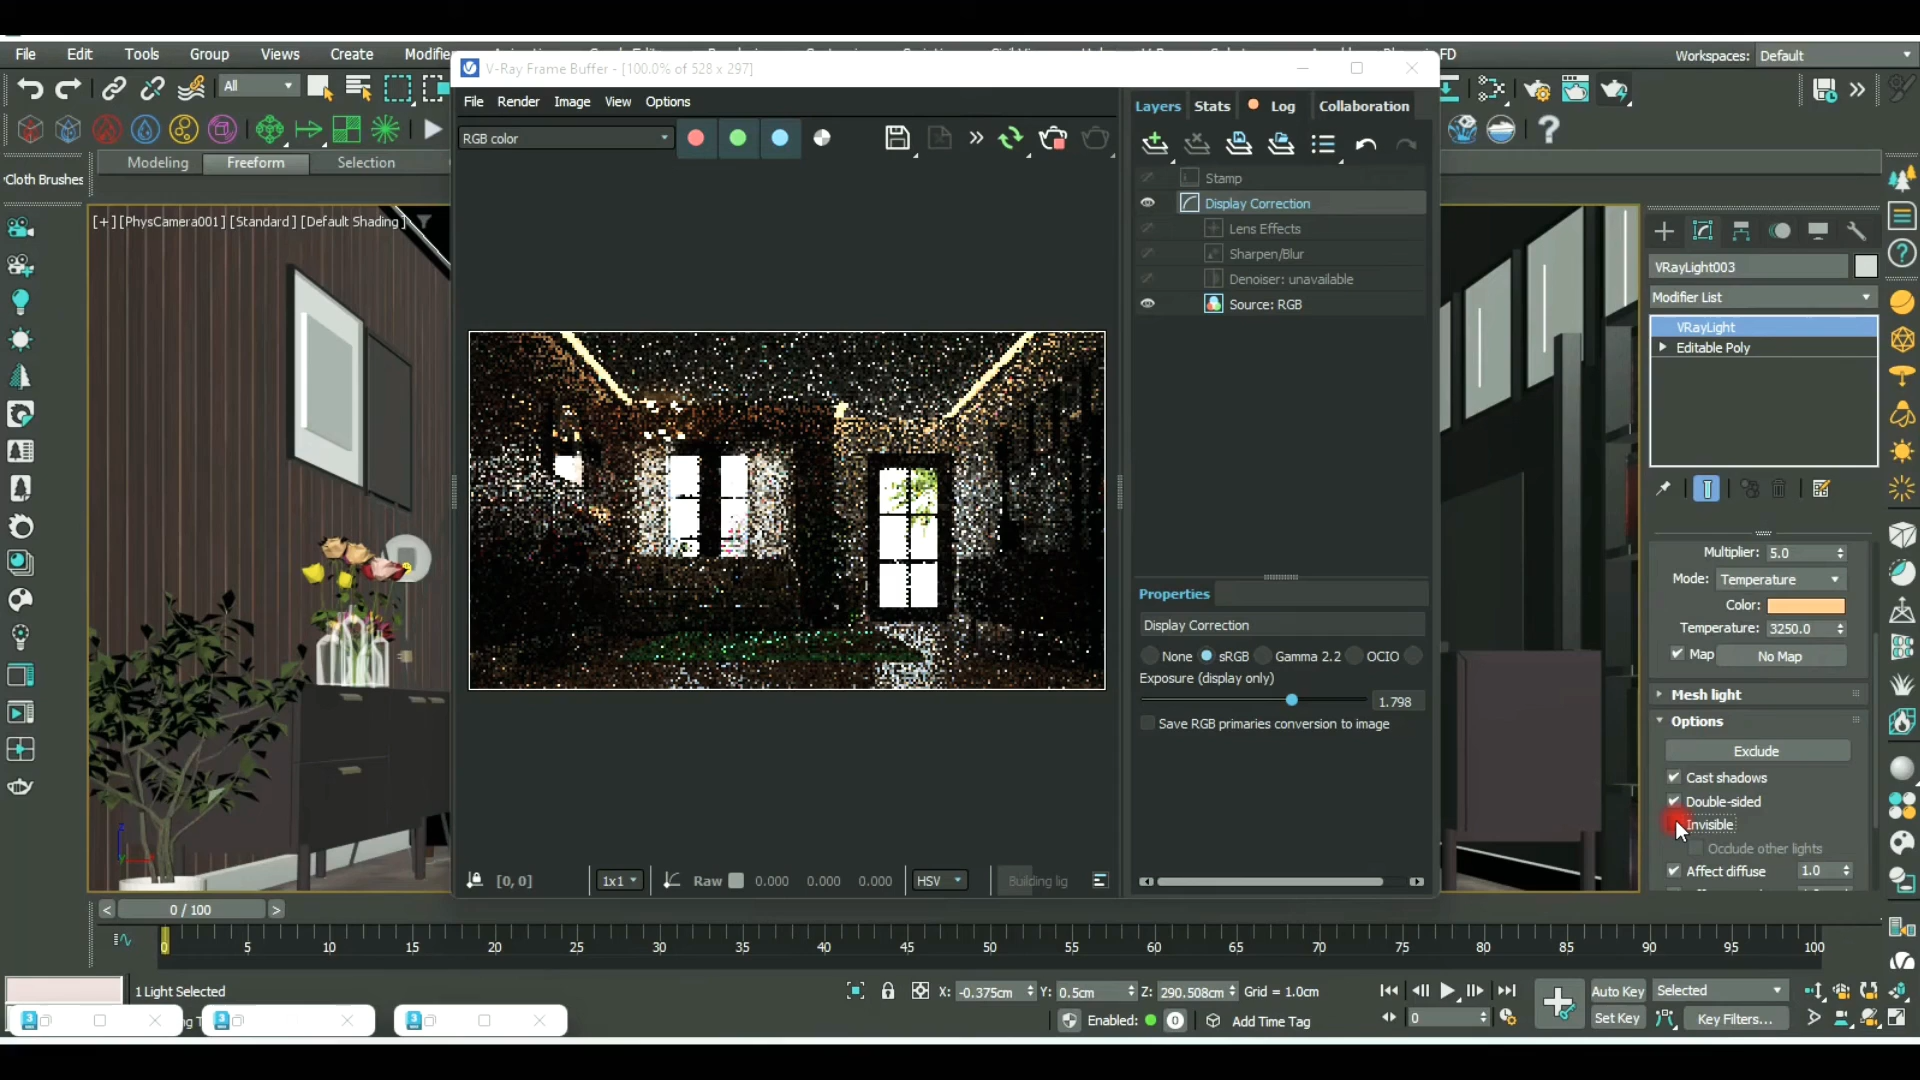 File Edit Tools Group Views Create Modifie
FD
Workspaces: Default
V-Ray Frame Buffer - [100.0% of 528 x 297]
File Render Image View Options
All
RGB color
Layers Stats Log Collaboration
Modeling Freeform Selection
Cloth Brushes
[+] [PhysCamera001] [Standard] [Default Shading]
Stamp
Display Correction
Lens Effects
Sharpen/Blur
Denoiser: unavailable
Source: RGB
VRayLight003
Modifier List
VRayLight
Editable Poly
Multiplier: 5.0
Mode: Temperature
Color:
Temperature: 3250.0
Map No Map
Mesh light
Options
Exclude
Cast shadows
Double-sided
Invisible
Occlude other lights
Affect diffuse 1.0
Properties
Display Correction
None sRGB Gamma 2.2 OCIO
Exposure (display only)
1.798
Save RGB primaries conversion to image
[0, 0] 1x1 Raw 0.000 0.000 0.000 HSV Building lig
< 0 / 100 >
0 5 10 15 20 25 30 35 40 45 50 55 60 65 70 75 80 85 90 95 100
1 Light Selected
X: -0.375cm Y: 0.5cm Z: 290.508cm Grid = 1.0cm
Auto Key Selected
Enabled: 0 Add Time Tag
0
Set Key Key Filters...